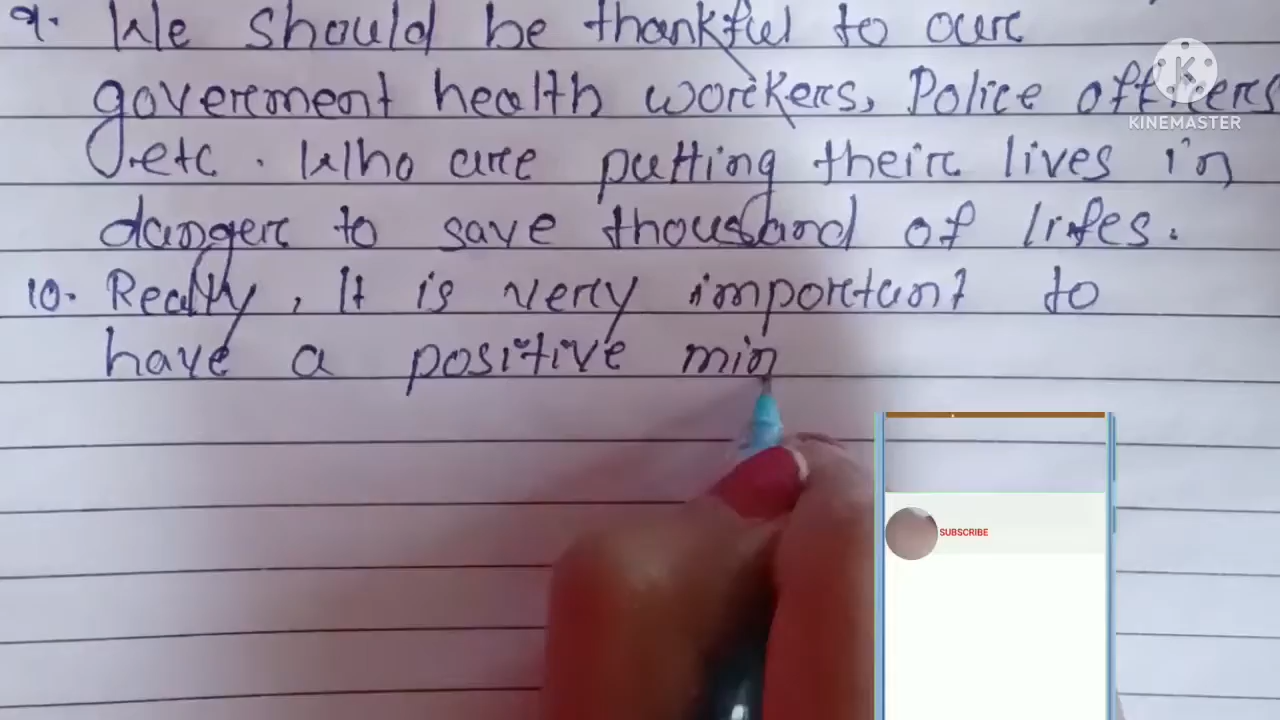 9. We should be thankful to our
goverment health workers, Police officers
etc. Who are putting their lives in
danger to save thousand of lifes.
10. Really, It is very important to
have a positive min
KINEMASTER
SUBSCRIBE